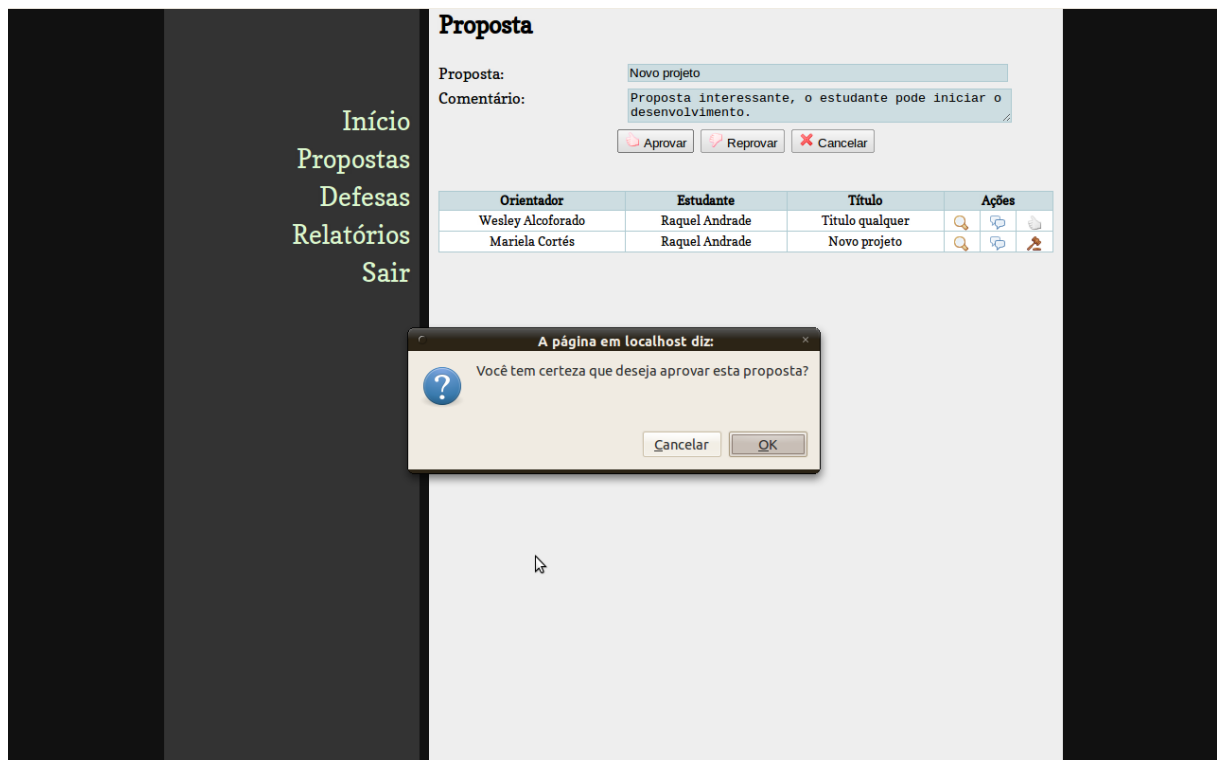 Proposta
Proposta: Novo projeto
Comentário: Proposta interessante, o estudante pode iniciar o
desenvolvimento.
Aprovar Reprovar Cancelar
Início
Propostas
Defesas
Relatórios
Sair
Orientador Estudante Título Ações
Wesley Alcoforado Raquel Andrade Titulo qualquer
Mariela Cortés Raquel Andrade Novo projeto
A página em localhost diz:
Você tem certeza que deseja aprovar esta proposta?
Cancelar OK